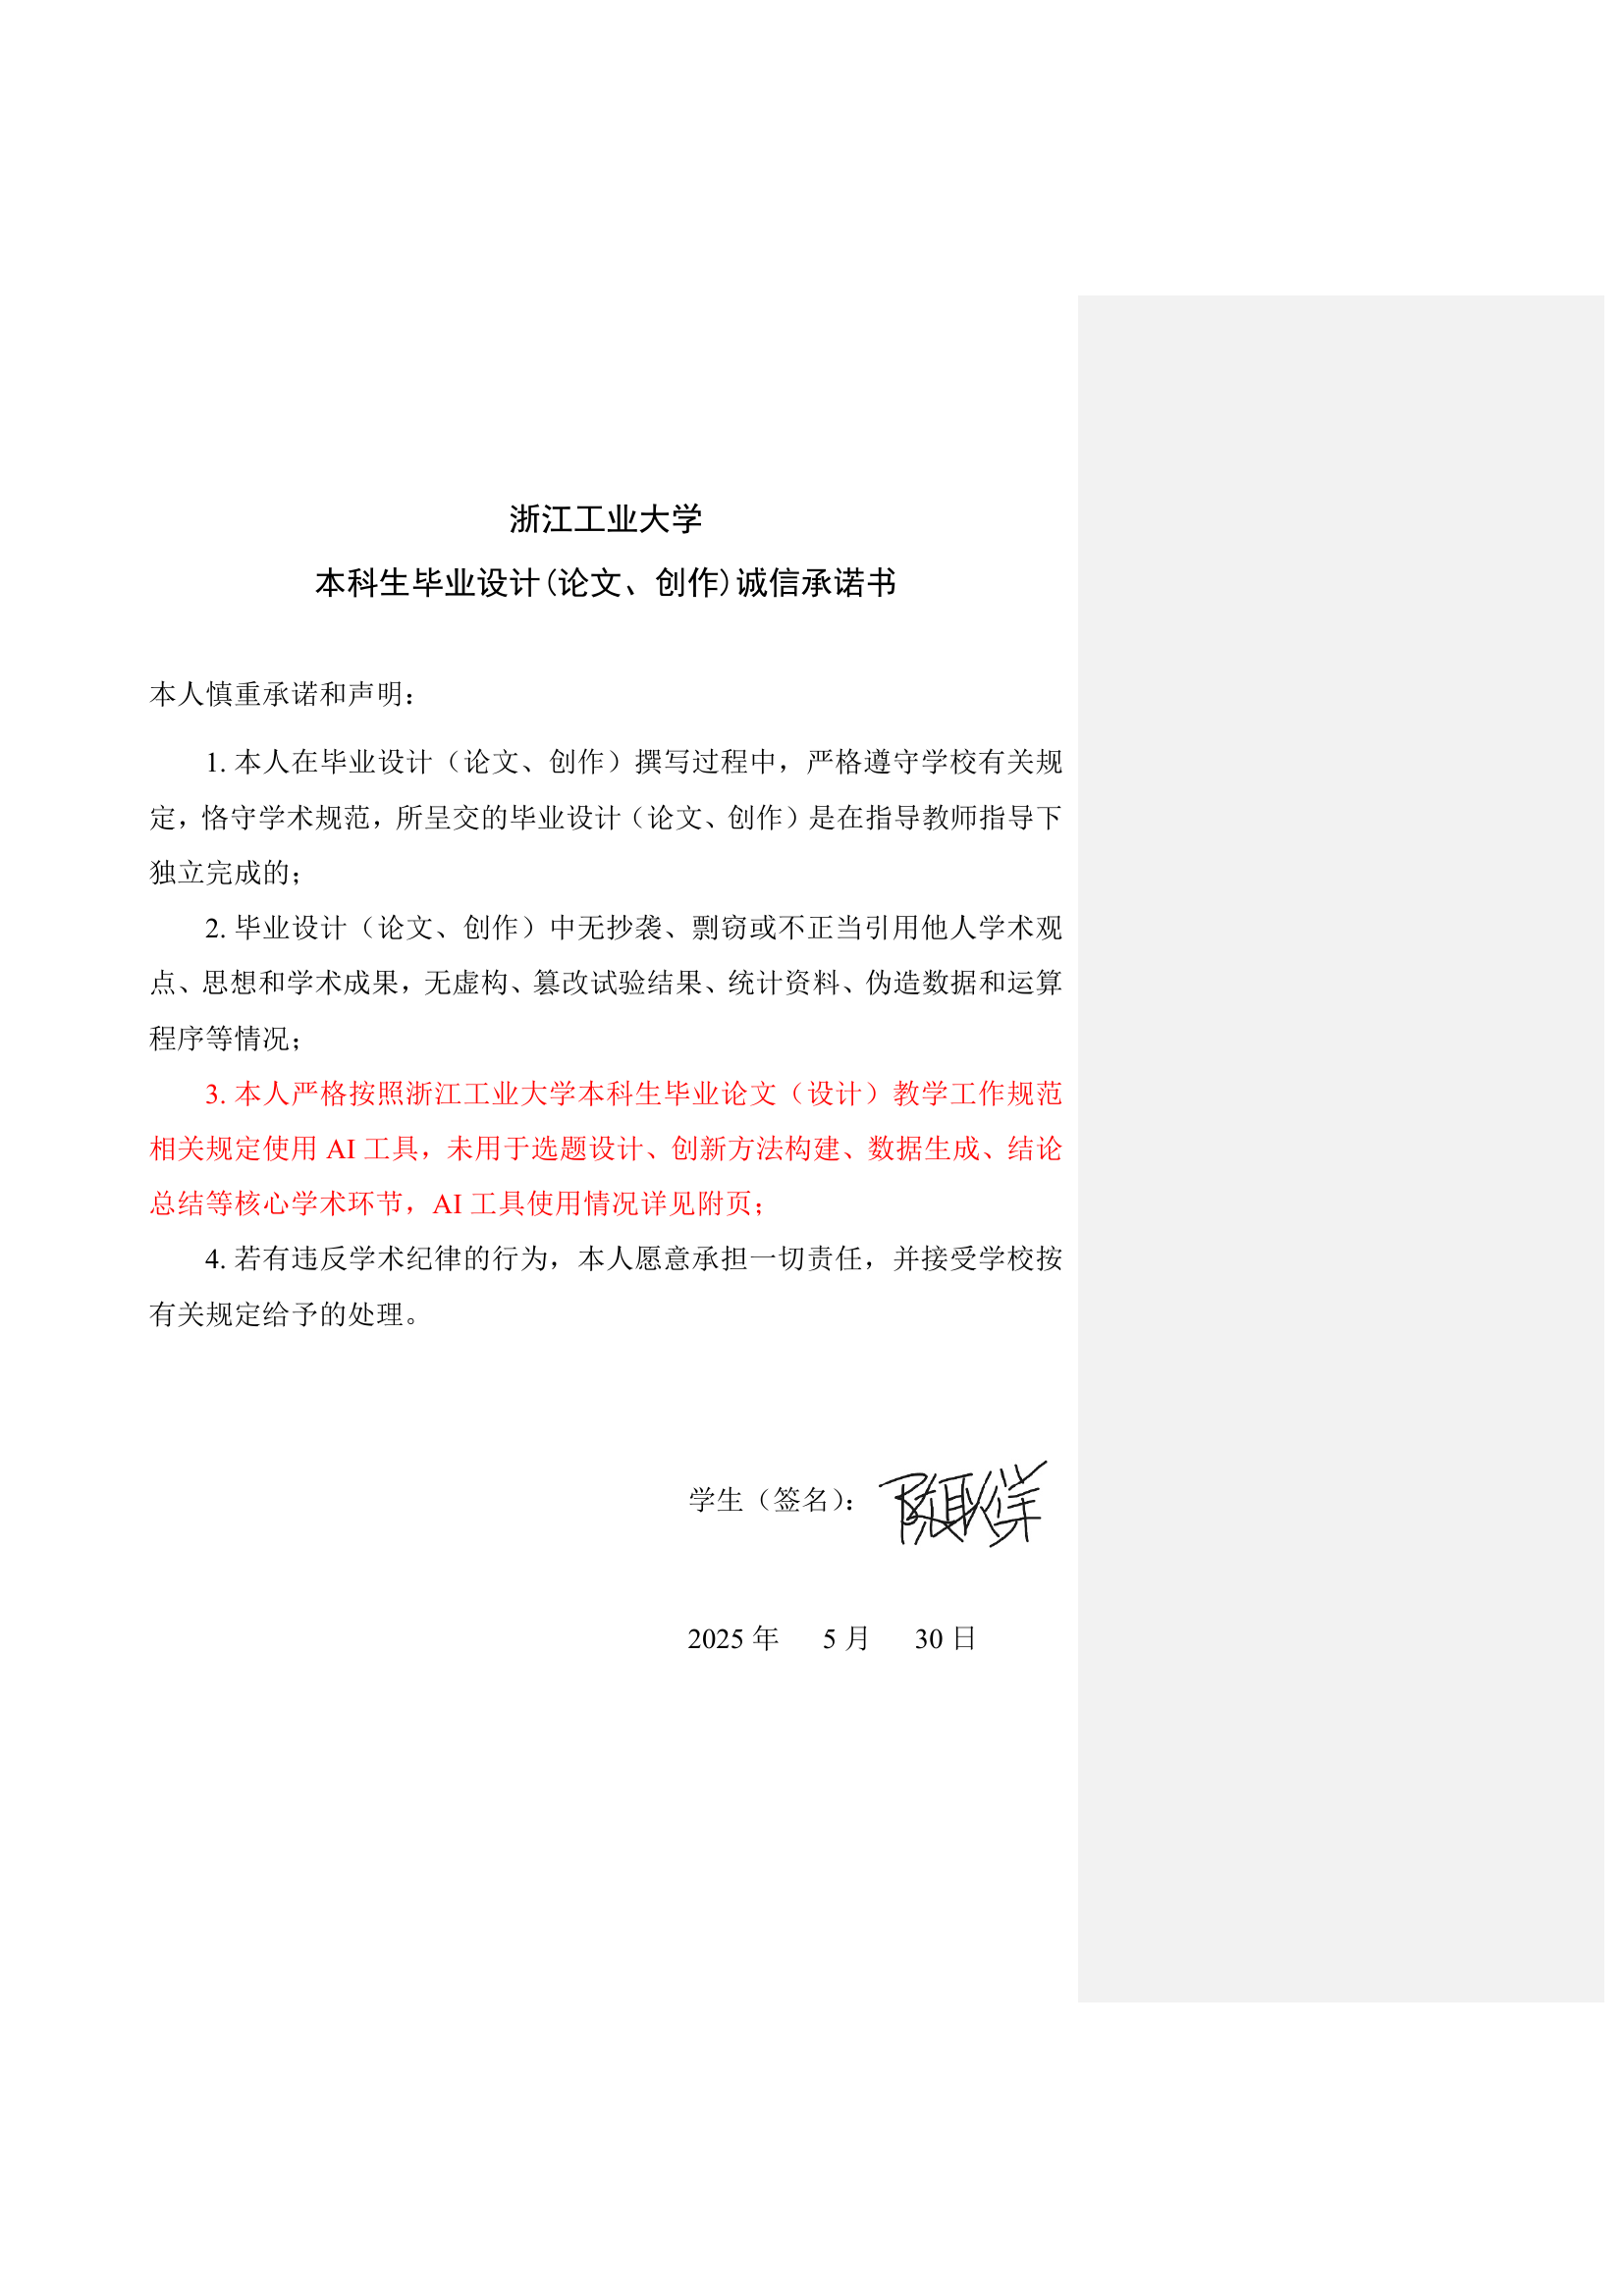 浙江工业大学
本科生毕业设计(论文、创作)诚信承诺书
本人慎重承诺和声明：
1. 本人在毕业设计（论文、创作）撰写过程中，严格遵守学校有关规
定，恪守学术规范，所呈交的毕业设计（论文、创作）是在指导教师指导下
独立完成的；
2. 毕业设计（论文、创作）中无抄袭、剽窃或不正当引用他人学术观
点、思想和学术成果，无虚构、篡改试验结果、统计资料、伪造数据和运算
程序等情况；
3. 本人严格按照浙江工业大学本科生毕业论文（设计）教学工作规范
相关规定使用 AI 工具，未用于选题设计、创新方法构建、数据生成、结论
总结等核心学术环节，AI 工具使用情况详见附页；
4. 若有违反学术纪律的行为，本人愿意承担一切责任，并接受学校按
有关规定给予的处理。
学生（签名）：
2025 年 5 月 30 日